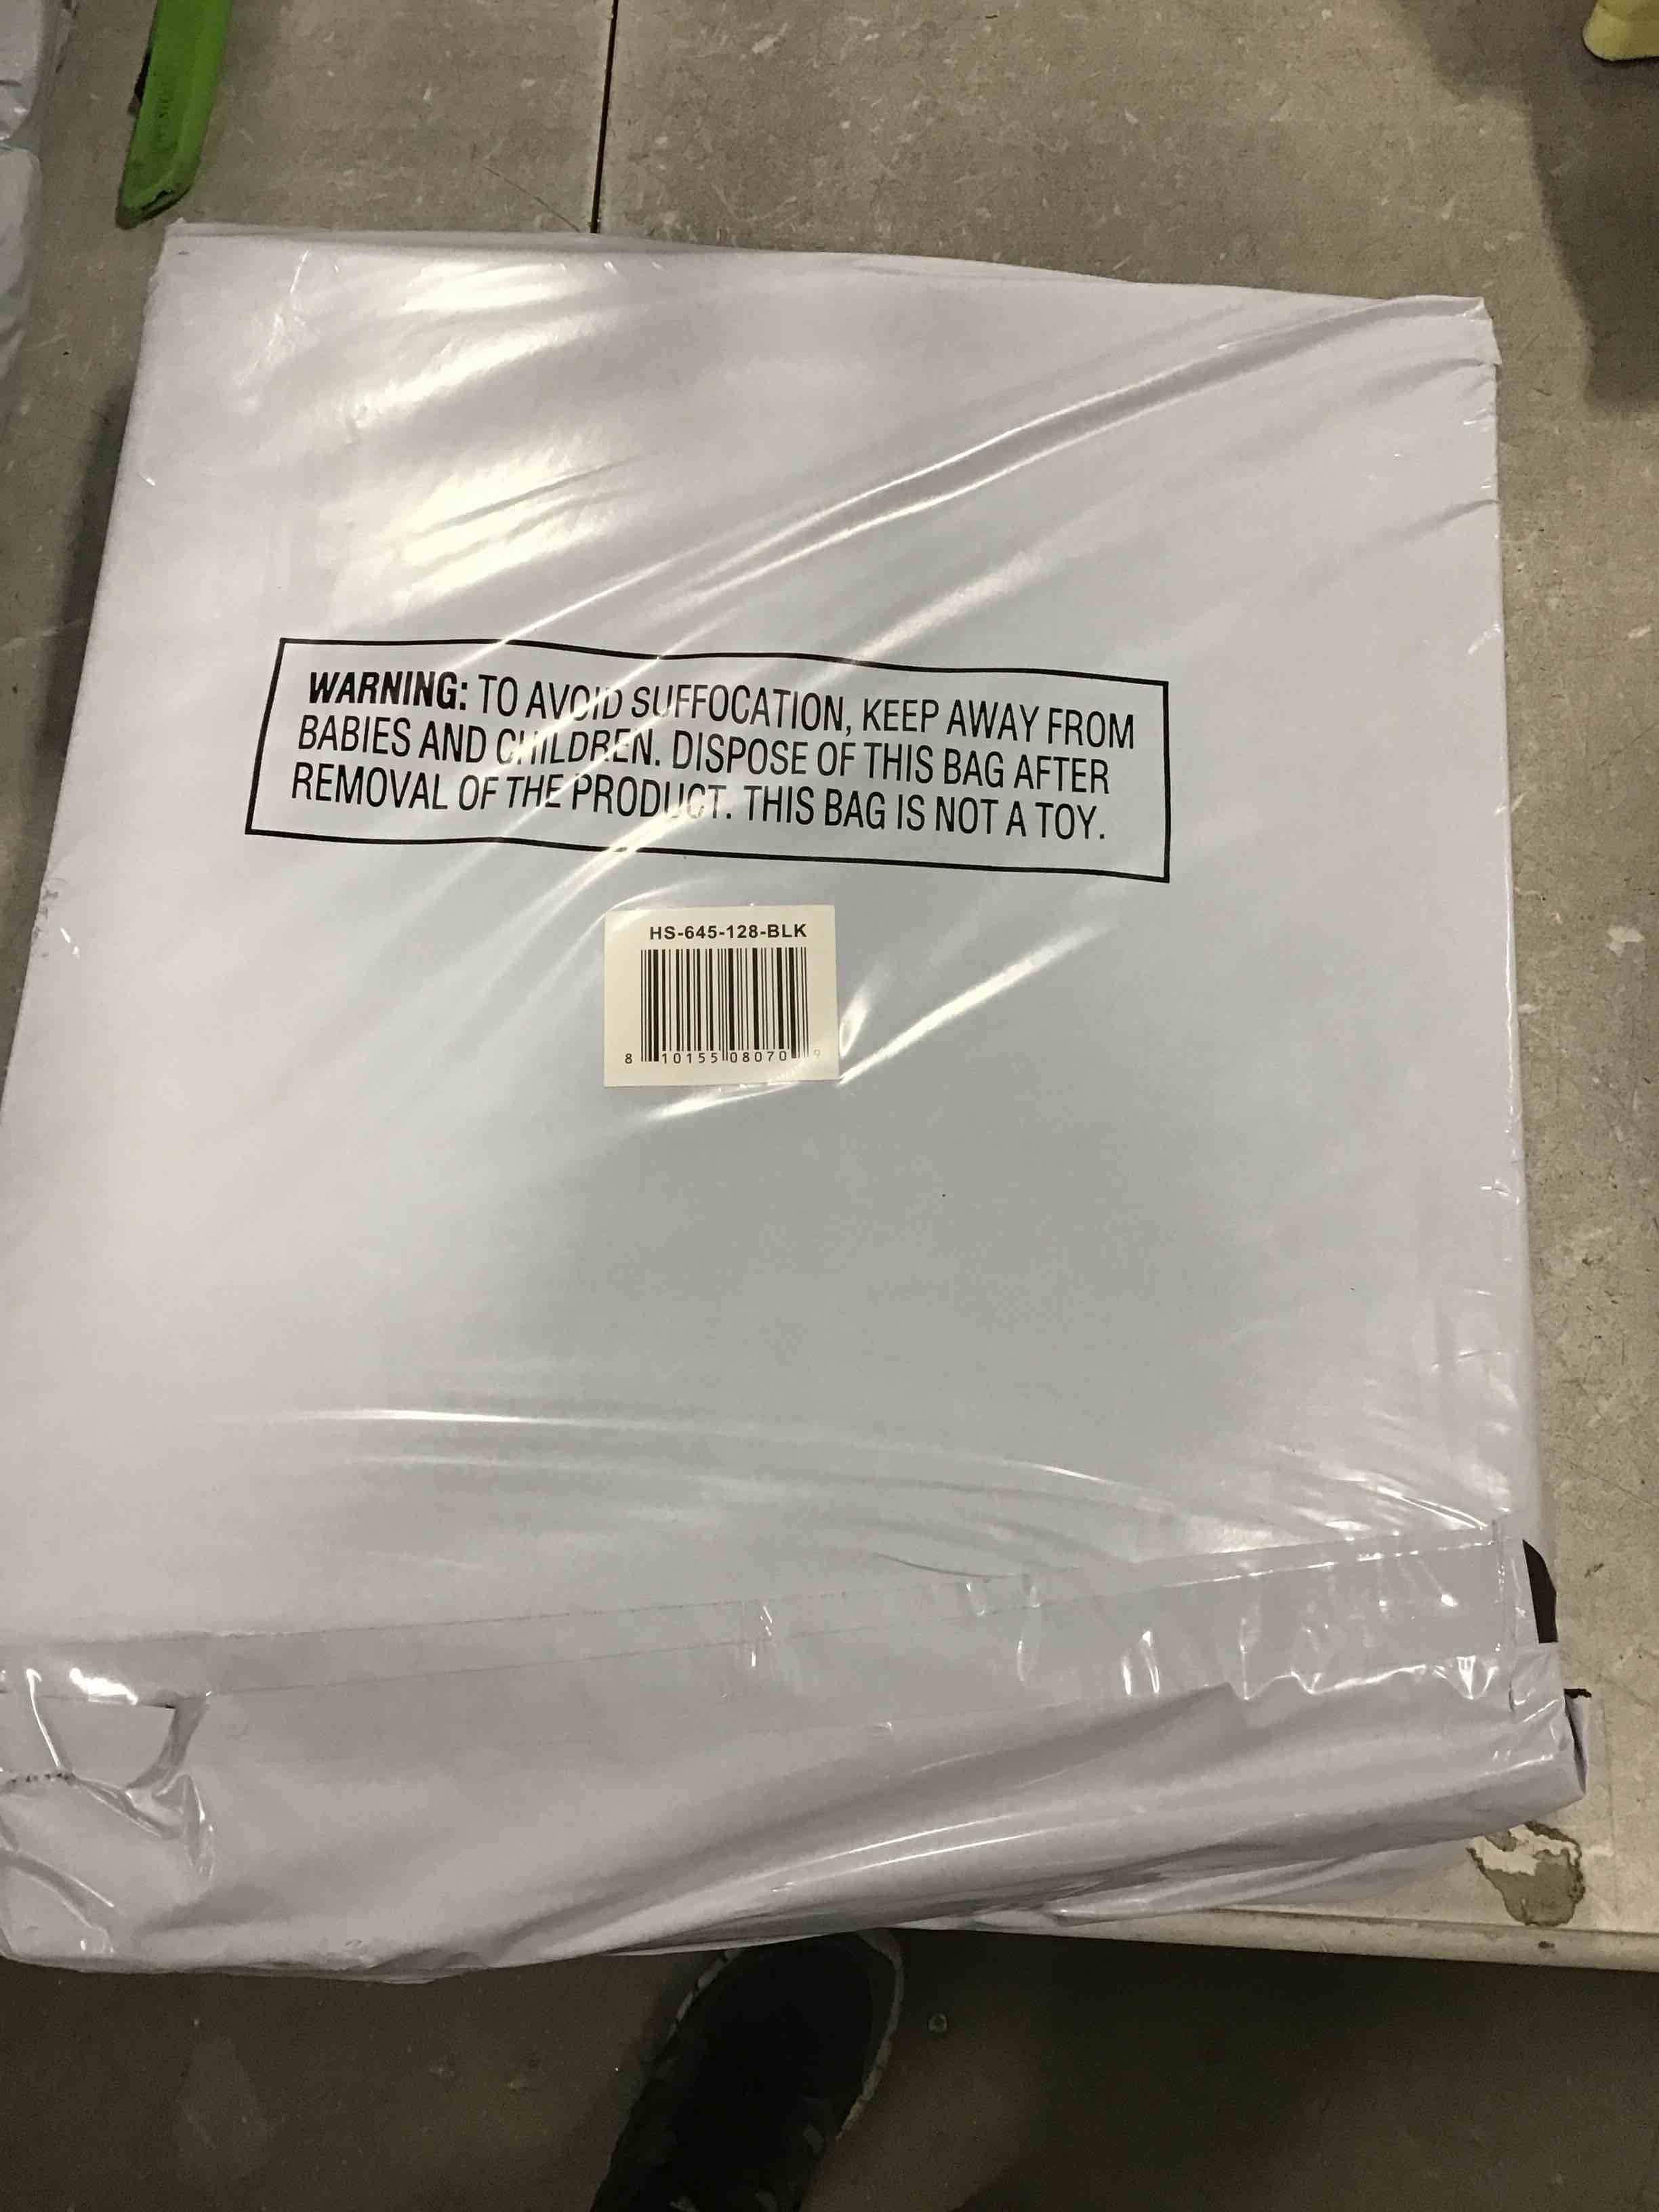 WARNING: TO AVOID SUFFOCATION, KEEP AWAY FROM
BABIES AND CHILDREN. DISPOSE OF THIS BAG AFTER
REMOVAL OF THE PRODUCT. THIS BAG IS NOT A TOY.
HS-645-128-BLK
8 10155 08070 9